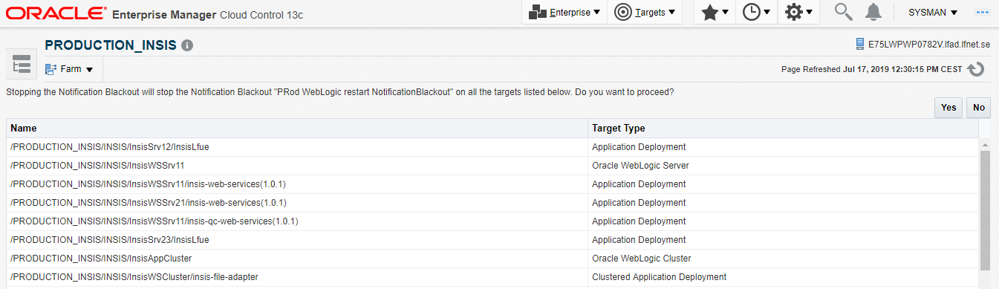 ORACLE® Enterprise Manager Cloud Control 13c Enterprise Targets SYSMAN
PRODUCTION_INSIS E75LWPWP0782V.lfad.lfnet.se
Farm Page Refreshed Jul 17, 2019 12:30:15 PM CEST
Stopping the Notification Blackout will stop the Notification Blackout "PRod WebLogic restart NotificationBlackout" on all the targets listed below. Do you want to proceed?
Yes No
Name Target Type
/PRODUCTION_INSIS/INSIS/InsisSrv12/InsisLfue Application Deployment
/PRODUCTION_INSIS/INSIS/InsisWSSrv11 Oracle WebLogic Server
/PRODUCTION_INSIS/INSIS/InsisWSSrv11/insis-web-services(1.0.1) Application Deployment
/PRODUCTION_INSIS/INSIS/InsisWSSrv21/insis-web-services(1.0.1) Application Deployment
/PRODUCTION_INSIS/INSIS/InsisWSSrv11/insis-qc-web-services(1.0.1) Application Deployment
/PRODUCTION_INSIS/INSIS/InsisSrv23/InsisLfue Application Deployment
/PRODUCTION_INSIS/INSIS/InsisAppCluster Oracle WebLogic Cluster
/PRODUCTION_INSIS/INSIS/InsisWSCluster/insis-file-adapter Clustered Application Deployment